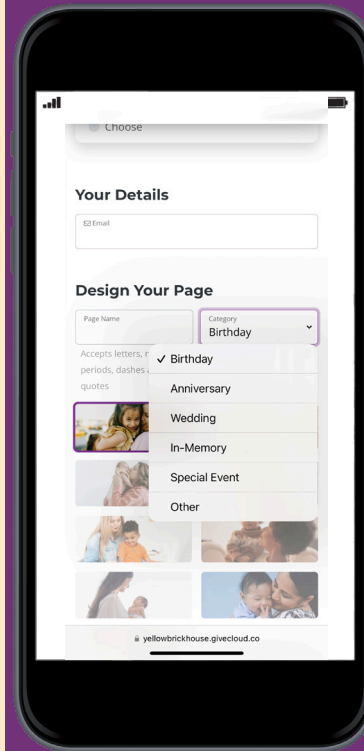 Choose
Your Details
Email
Design Your Page
Page Name
Category
Birthday
Accepts letters,
periods, dashes
quotes
✓ Birthday
Anniversary
Wedding
In-Memory
Special Event
Other
yellowbrickhouse.givecloud.co